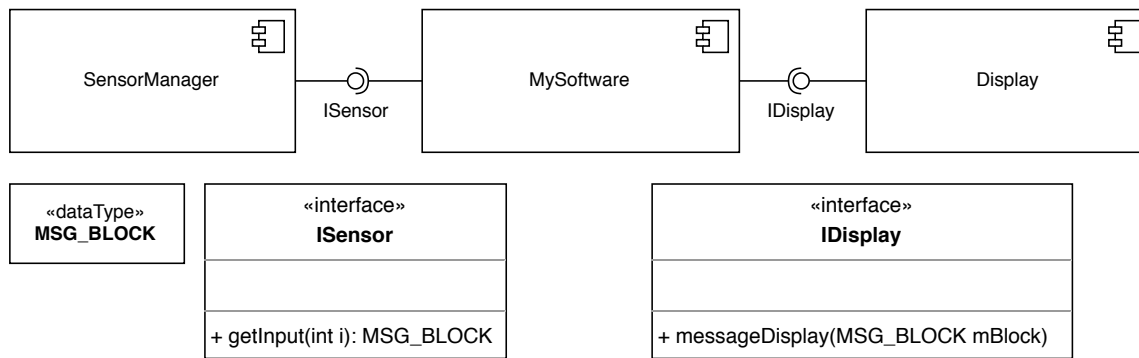 SensorManager
ISensor
MySoftware
IDisplay
Display
«dataType»
MSG_BLOCK
«interface»
ISensor
+ getInput(int i): MSG_BLOCK
«interface»
IDisplay
+ messageDisplay(MSG_BLOCK mBlock)